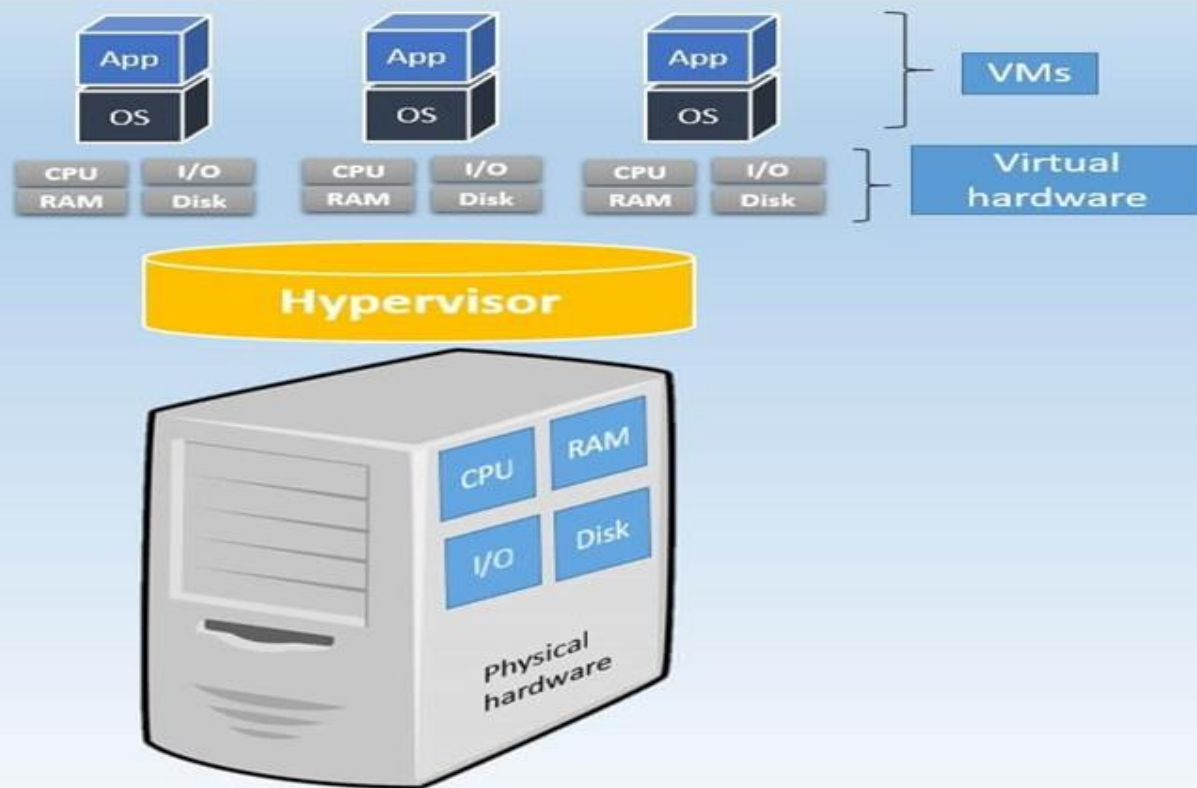 App App App
VMs
OS OS OS
CPU I/O CPU I/O CPU I/O
RAM Disk RAM Disk RAM Disk
Virtual
hardware
Hypervisor
CPU RAM
I/O Disk
Physical
hardware